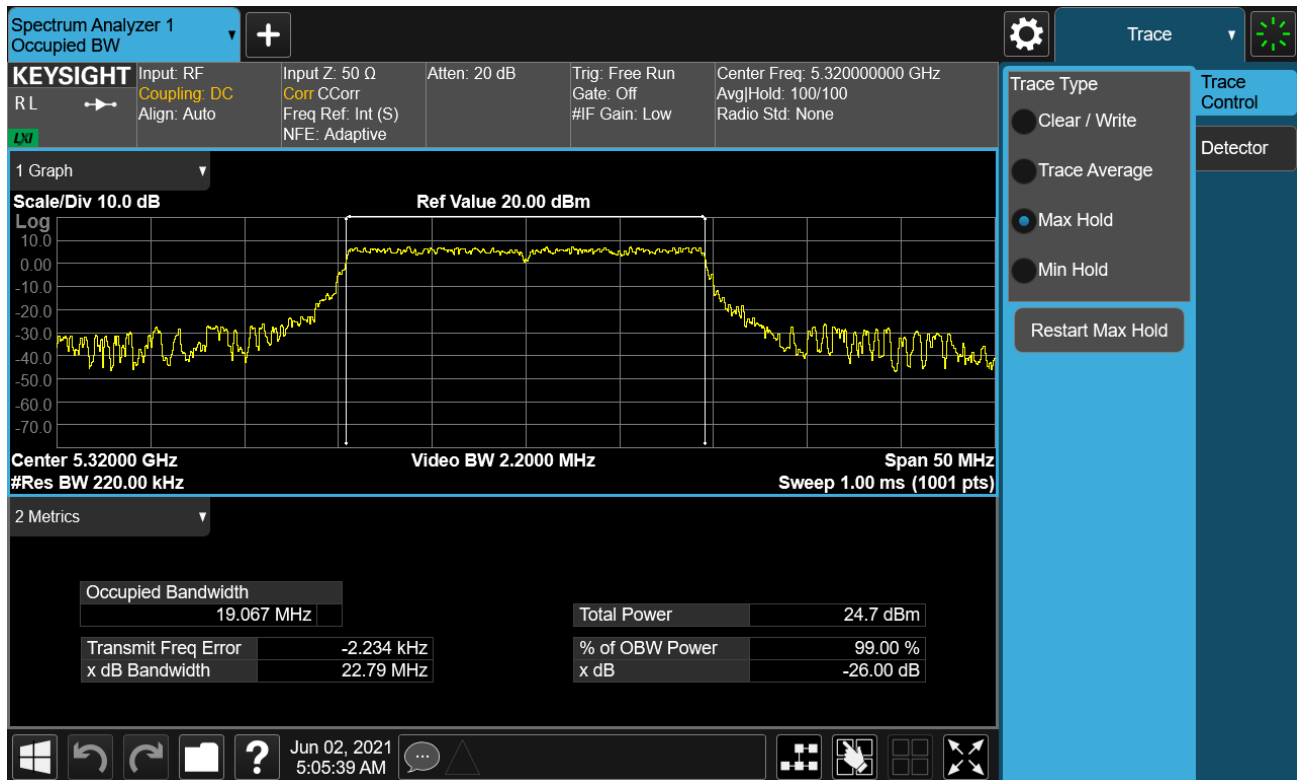 Spectrum Analyzer 1
Occupied BW
Trace
KEYSIGHT
R L
LXI
Input: RF
Coupling: DC
Align: Auto
Input Z: 50 Ω
Corr CCorr
Freq Ref: Int (S)
NFE: Adaptive
Atten: 20 dB
Trig: Free Run
Gate: Off
#IF Gain: Low
Center Freq: 5.320000000 GHz
Avg|Hold: 100/100
Radio Std: None
Trace Type
Clear / Write
Trace Average
Max Hold
Min Hold
Restart Max Hold
Trace
Control
Detector
1 Graph
Scale/Div 10.0 dB
Ref Value 20.00 dBm
Log
10.0
0.00
-10.0
-20.0
-30.0
-40.0
-50.0
-60.0
-70.0
Center 5.32000 GHz
Video BW 2.2000 MHz
Span 50 MHz
#Res BW 220.00 kHz
Sweep 1.00 ms (1001 pts)
2 Metrics
Occupied Bandwidth
19.067 MHz
Total Power 24.7 dBm
Transmit Freq Error -2.234 kHz
% of OBW Power 99.00 %
x dB Bandwidth 22.79 MHz
x dB -26.00 dB
?
Jun 02, 2021
5:05:39 AM